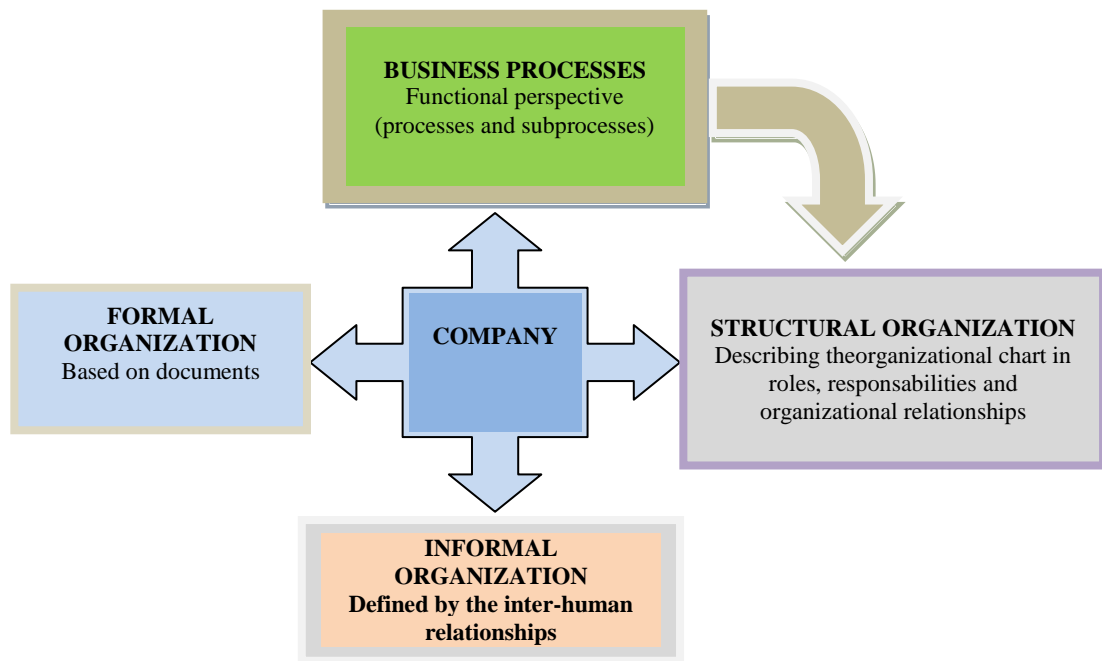 BUSINESS PROCESSES
Functional perspective
(processes and subprocesses)
FORMAL
ORGANIZATION
Based on documents
COMPANY
STRUCTURAL ORGANIZATION
Describing theorganizational chart in
roles, responsabilities and
organizational relationships
INFORMAL
ORGANIZATION
Defined by the inter-human
relationships